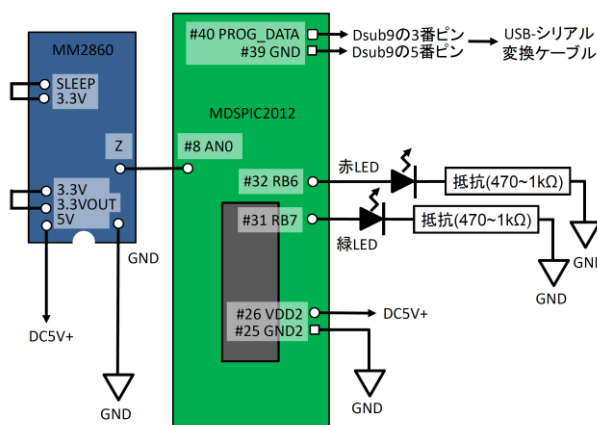 MM2860
SLEEP
3.3V
Z
3.3V
3.3VOUT
5V
GND
DC5V+
GND
#40 PROG_DATA
#39 GND
MDSPIC2012
#8 AN0
#32 RB6
#31 RB7
#26 VDD2
#25 GND2
Dsub9の3番ピン
Dsub9の5番ピン
USB-シリアル
変換ケーブル
赤LED
抵抗(470~1kΩ)
GND
緑LED
抵抗(470~1kΩ)
GND
DC5V+
GND